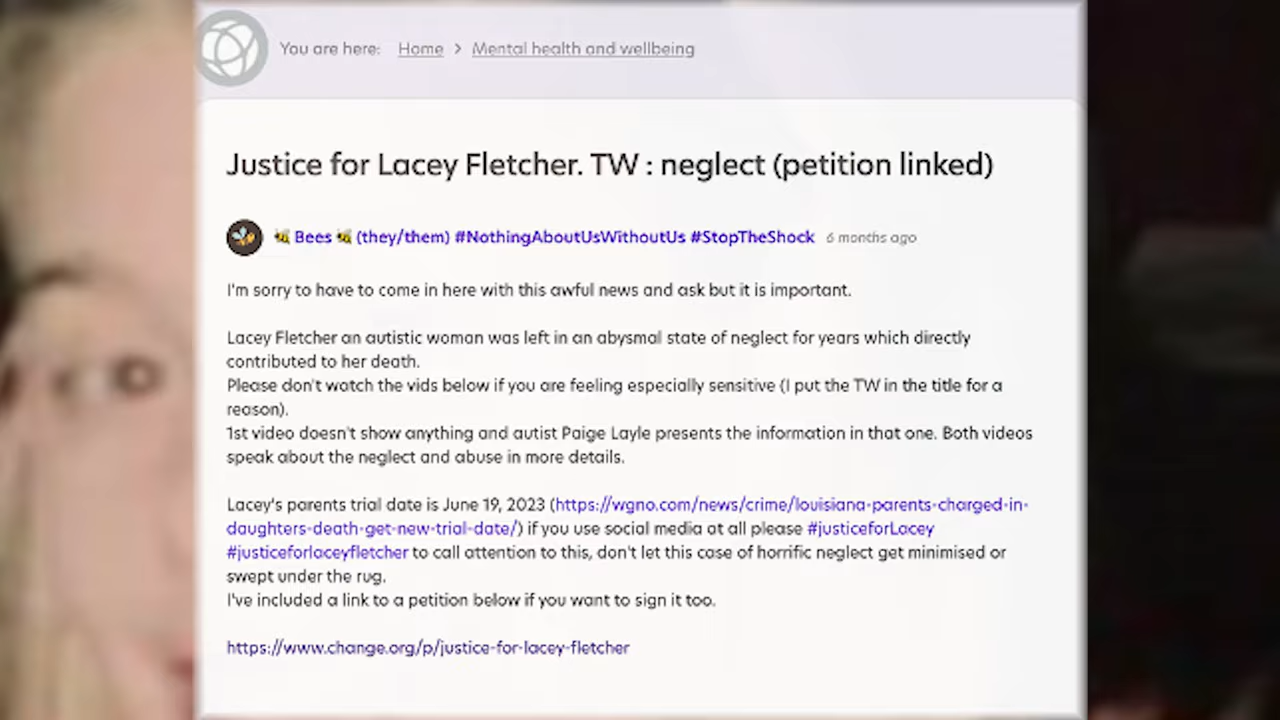 You are here: Home > Mental health and wellbeing
Justice for Lacey Fletcher. TW : neglect (petition linked)
🐝 Bees 🐝 (they/them) #NothingAboutUsWithoutUs #StopTheShock 6 months ago
I'm sorry to have to come in here with this awful news and ask but it is important.
Lacey Fletcher an autistic woman was left in an abysmal state of neglect for years which directly
contributed to her death.
Please don't watch the vids below if you are feeling especially sensitive (I put the TW in the title for a
reason).
1st video doesn't show anything and autist Paige Layle presents the information in that one. Both videos
speak about the neglect and abuse in more details.
Lacey's parents trial date is June 19, 2023 (https://wgno.com/news/crime/louisiana-parents-charged-in-
daughters-death-get-new-trial-date/) if you use social media at all please #justiceforLacey
#justiceforlaceyfletcher to call attention to this, don't let this case of horrific neglect get minimised or
swept under the rug.
I've included a link to a petition below if you want to sign it too.
https://www.change.org/p/justice-for-lacey-fletcher